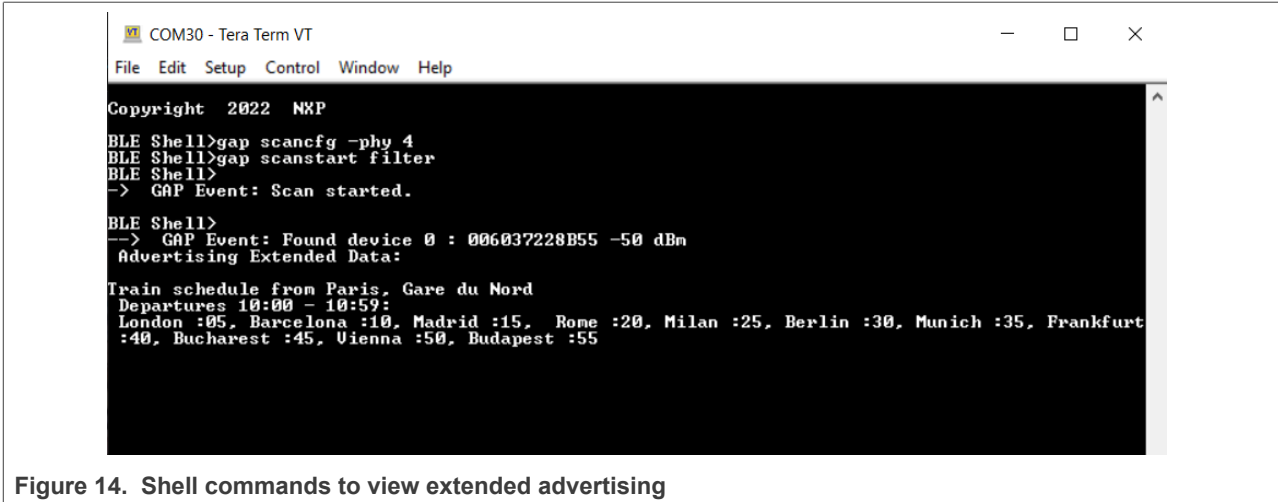 COM30 - Tera Term VT
File Edit Setup Control Window Help
Copyright 2022 NXP
BLE Shell>gap scancfg -phy 4
BLE Shell>gap scanstart filter
BLE Shell>
-> GAP Event: Scan started.
BLE Shell>
--> GAP Event: Found device 0 : 006037228B55 -50 dBm
Advertising Extended Data:
Train schedule from Paris, Gare du Nord
Departures 10:00 - 10:59:
London :05, Barcelona :10, Madrid :15, Rome :20, Milan :25, Berlin :30, Munich :35, Frankfurt
:40, Bucharest :45, Vienna :50, Budapest :55
Figure 14. Shell commands to view extended advertising